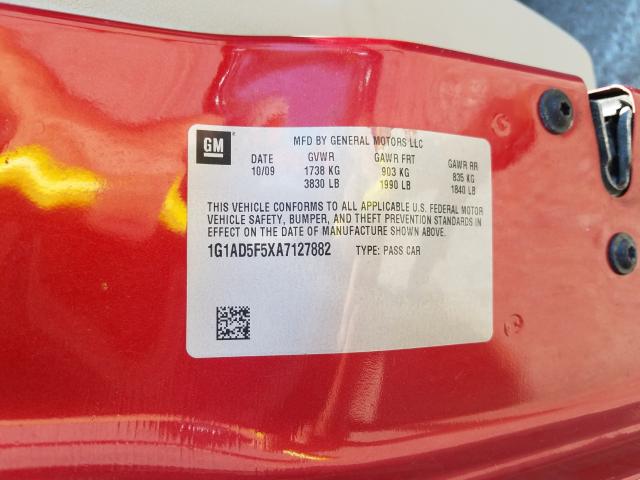 GM MFD BY GENERAL MOTORS LLC
DATE GVWR GAWR FRT GAWR RR
10/09 1738 KG 903 KG 835 KG
3830 LB 1990 LB 1840 LB
THIS VEHICLE CONFORMS TO ALL APPLICABLE U.S. FEDERAL MOTOR
VEHICLE SAFETY, BUMPER, AND THEFT PREVENTION STANDARDS IN
EFFECT ON THE DATE OF MANUFACTURE SHOWN ABOVE.
1G1AD5F5XA7127882 TYPE: PASS CAR